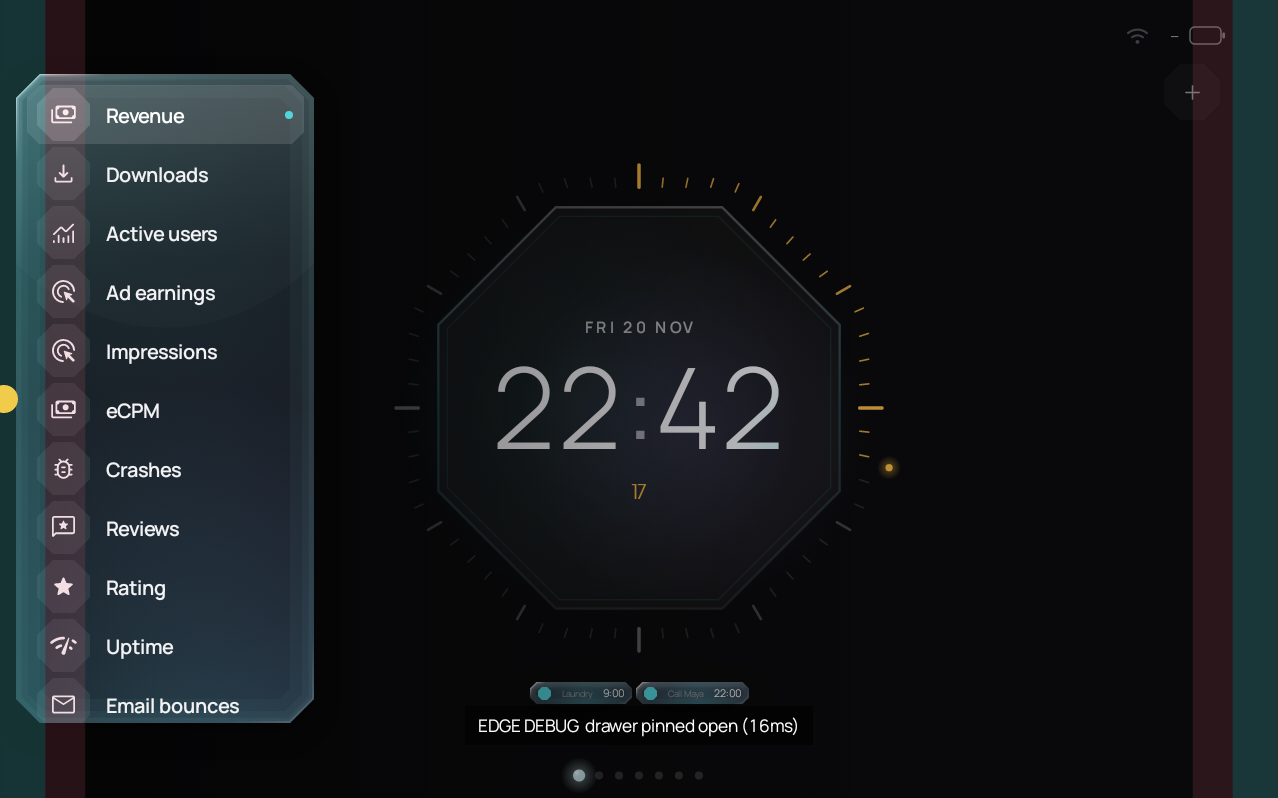 Revenue
Downloads
Active users
Ad earnings
Impressions
eCPM
Crashes
Reviews
Rating
Uptime
Email bounces
FRI 20 NOV
22:42
17
Laundry 9:00
Call Maya 22:00
EDGE DEBUG drawer pinned open (16ms)